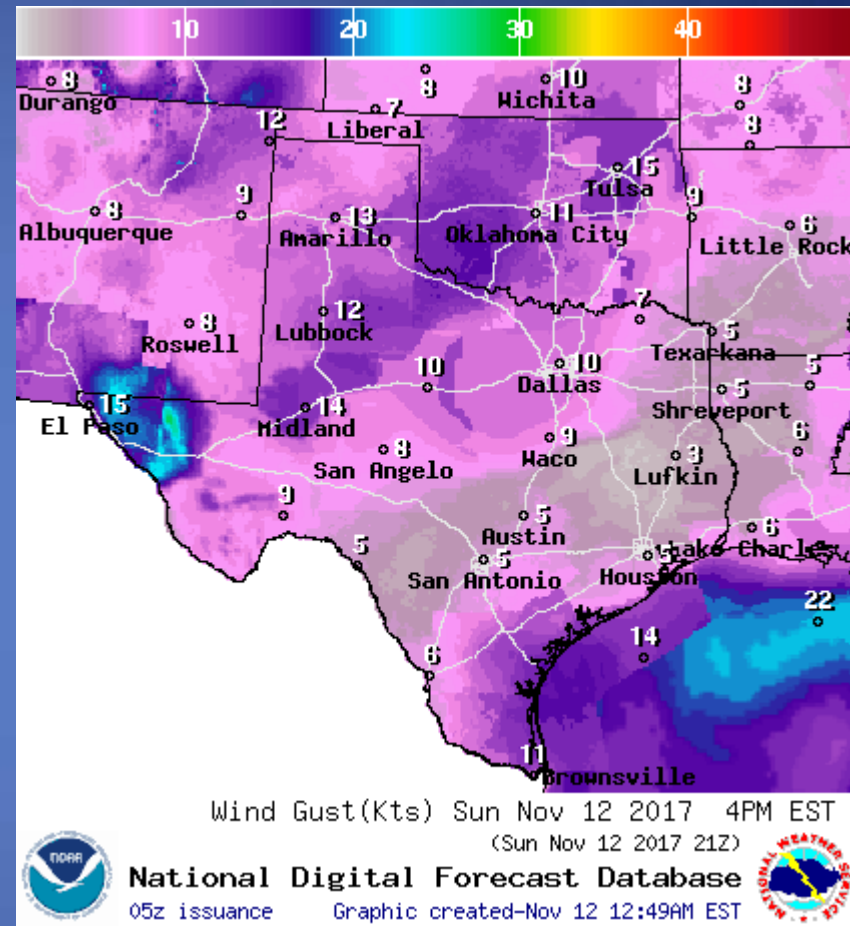 10 20 30 40
8 8 10 8
Durango Wichita
7
Liberal
12 8
15
Tulsa
8 9 13 11 9 6
Albuquerque Amarillo Oklahoma City Little Rock
8 12 7
Roswell Lubbock 5
Texarkana
10 10 5
Dallas 5
15 14 Shreveport
El Paso Midland
8 9 3 6
San Angelo Waco Lufkin
9 5 6
Austin
5 5 Lake Charles
San Antonio Houston
22
14
6
11
Brownsville
Wind Gust(Kts) Sun Nov 12 2017 4PM EST
(Sun Nov 12 2017 21Z)
National Digital Forecast Database
05z issuance Graphic created-Nov 12 12:49AM EST
NOAA
NATIONAL WEATHER SERVICE